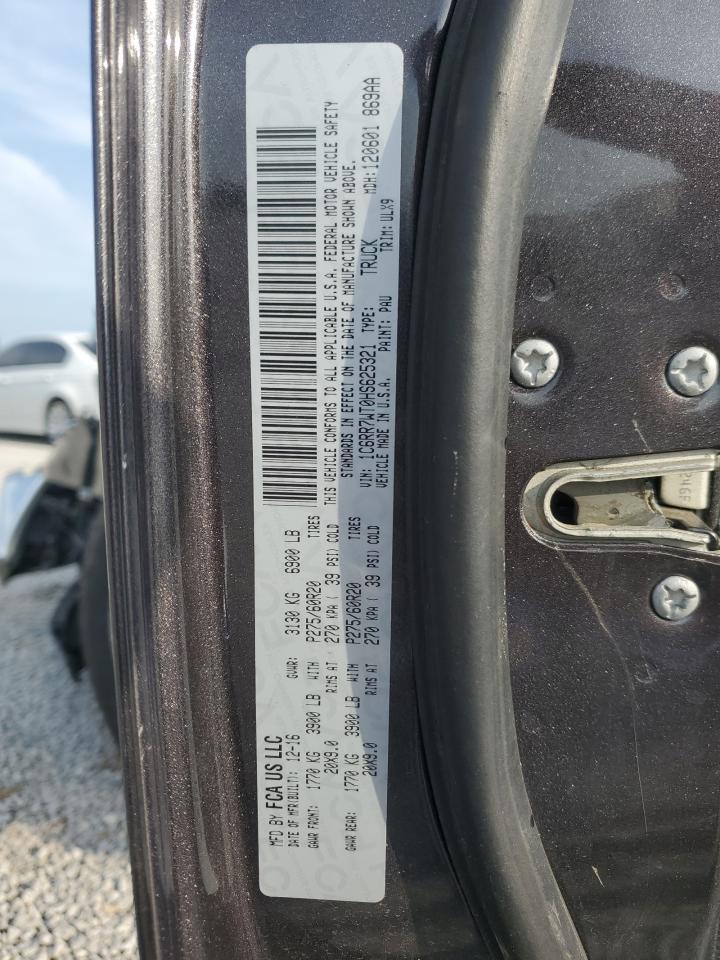 MFD BY FCA US LLC
DATE OF MFR(BUILT): 12-16 GVWR: 3130 KG 6900 LB
GAWR FRONT: 1770 KG 3900 LB WITH P275/60R20 TIRES
20X9.0 RIMS AT 270 KPA( 39 PSI) COLD
GAWR REAR: 1770 KG 3900 LB WITH P275/60R20 TIRES
20X9.0 RIMS AT 270 KPA( 39 PSI) COLD
THIS VEHICLE CONFORMS TO ALL APPLICABLE U.S.A. FEDERAL MOTOR VEHICLE SAFETY
STANDARDS IN EFFECT ON THE DATE OF MANUFACTURE SHOWN ABOVE.
VIN: 1C6RR7WT0HS625321 TYPE: TRUCK MDH: 120601 869AA
VEHICLE MADE IN U.S.A. PAINT: PAU TRIM: VLX9